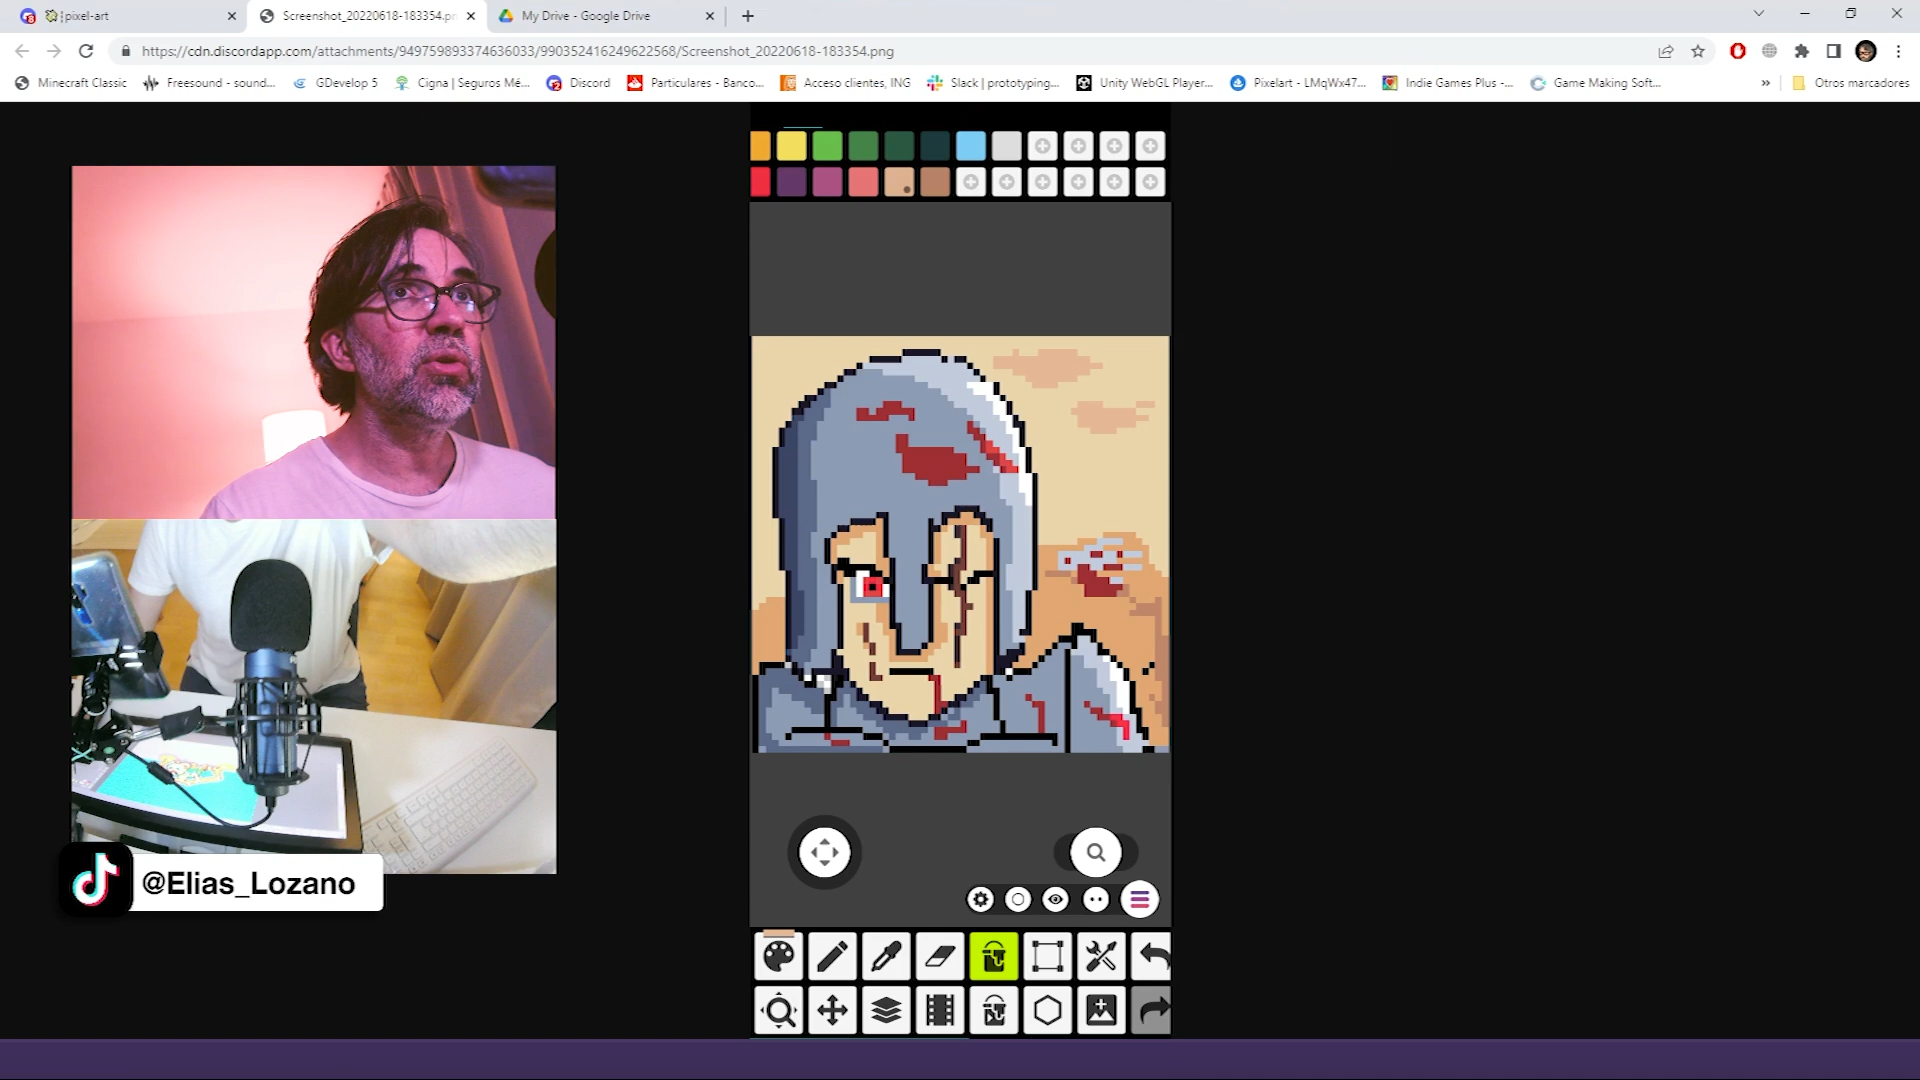 pixel-art
Screenshot_20220618-183354.pn
My Drive - Google Drive
https://cdn.discordapp.com/attachments/949759893374636033/990352416249622568/Screenshot_20220618-183354.png
Minecraft Classic
Freesound - sound...
GDevelop 5
Cigna | Seguros Mé...
Discord
Particulares - Banco...
Acceso clientes, ING
Slack | prototyping...
Unity WebGL Player...
Pixelart - LMqWx47...
Indie Games Plus -...
Game Making Soft...
»
Otros marcadores
@Elias_Lozano